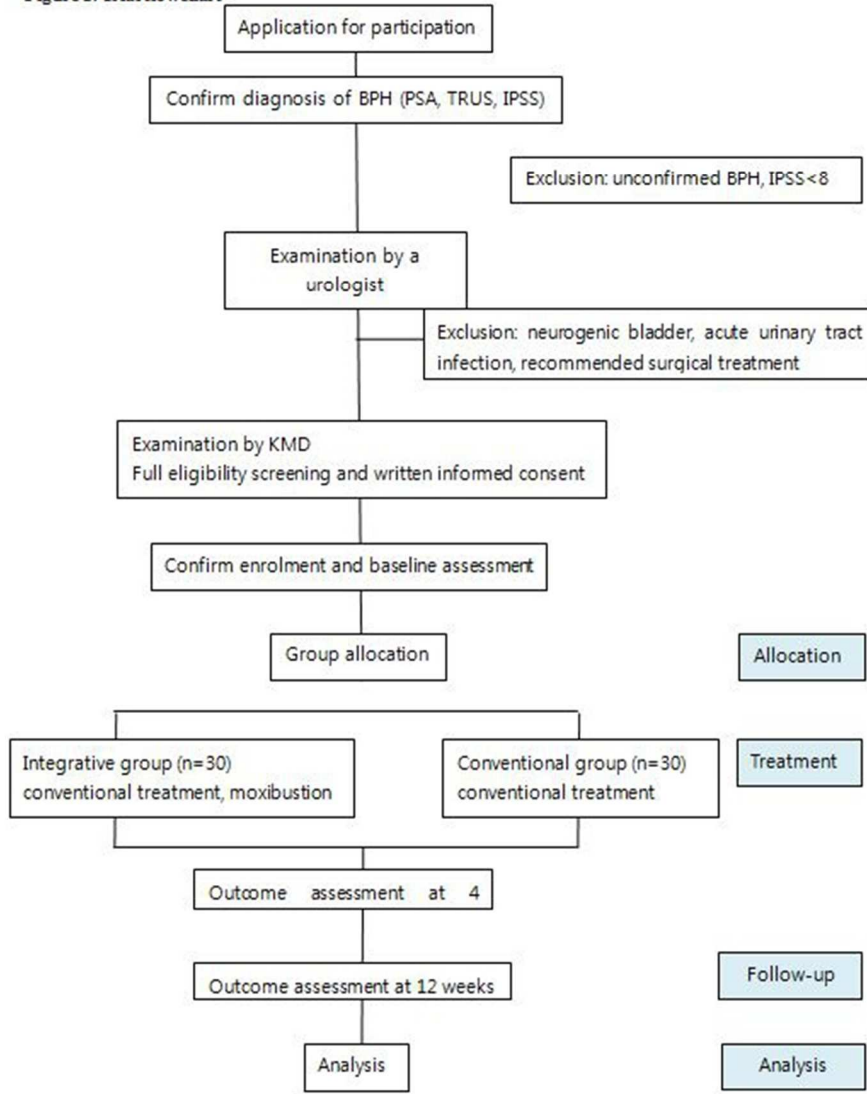 Application for participation
Confirm diagnosis of BPH (PSA, TRUS, IPSS)
Exclusion: unconfirmed BPH, IPSS<8
Examination by a
urologist
Exclusion: neurogenic bladder, acute urinary tract
infection, recommended surgical treatment
Examination by KMD
Full eligibility screening and written informed consent
Confirm enrolment and baseline assessment
Group allocation
Allocation
Integrative group (n=30)
conventional treatment, moxibustion
Conventional group (n=30)
conventional treatment
Treatment
Outcome assessment at 4
Outcome assessment at 12 weeks
Follow-up
Analysis
Analysis